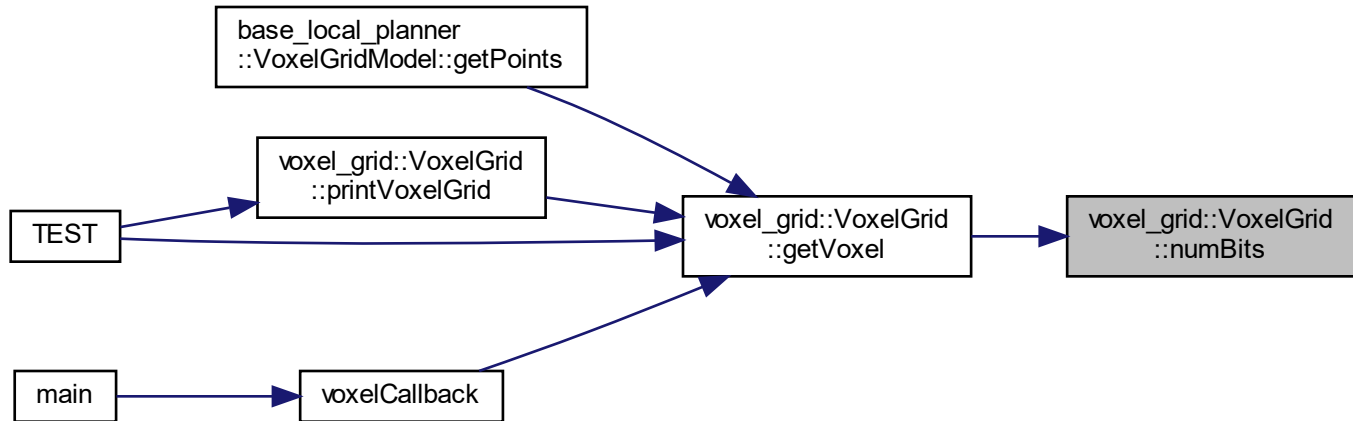 base_local_planner
::VoxelGridModel::getPoints
voxel_grid::VoxelGrid
::printVoxelGrid
TEST
voxel_grid::VoxelGrid
::getVoxel
voxel_grid::VoxelGrid
::numBits
main
voxelCallback